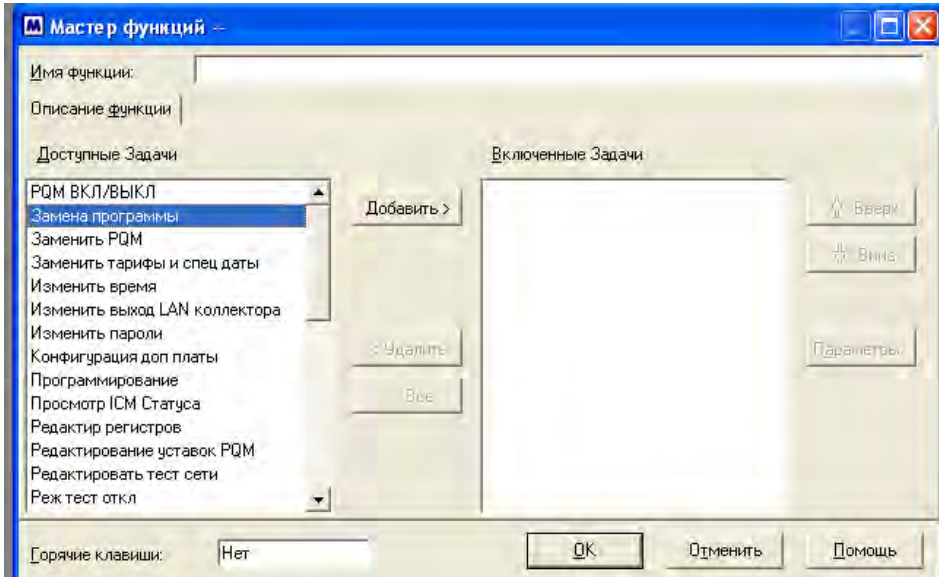 М Мастер функций --
Имя функции:
Описание функции
Доступные Задачи
Включенные Задачи
PQM ВКЛ/ВЫКЛ
Замена программы
Заменить PQM
Заменить тарифы и спец даты
Изменить время
Изменить выход LAN коллектора
Изменить пароли
Конфигурация доп платы
Программирование
Просмотр ICM Статуса
Редактир регистров
Редактирование уставок PQM
Редактировать тест сети
Реж тест откл
Добавить >
< Удалить
Все
Вверх
Вниз
Параметры
Горячие клавиши:
Нет
OK
Отменить
Помощь